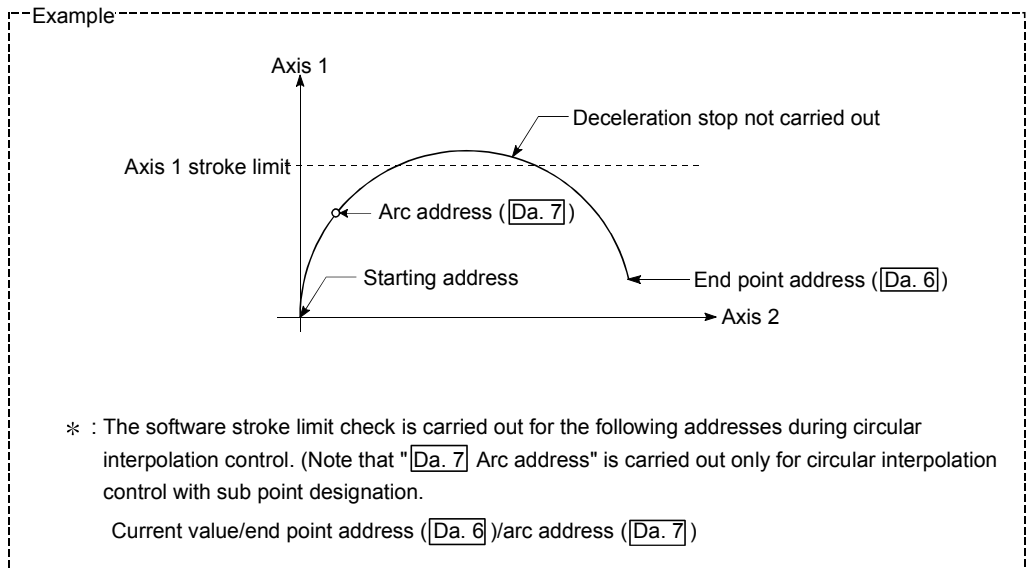 Example
Axis 1
Deceleration stop not carried out
Axis 1 stroke limit
Arc address (Da. 7)
Starting address
End point address (Da. 6)
Axis 2
* : The software stroke limit check is carried out for the following addresses during circular
interpolation control. (Note that "Da. 7 Arc address" is carried out only for circular interpolation
control with sub point designation.
Current value/end point address (Da. 6)/arc address (Da. 7)